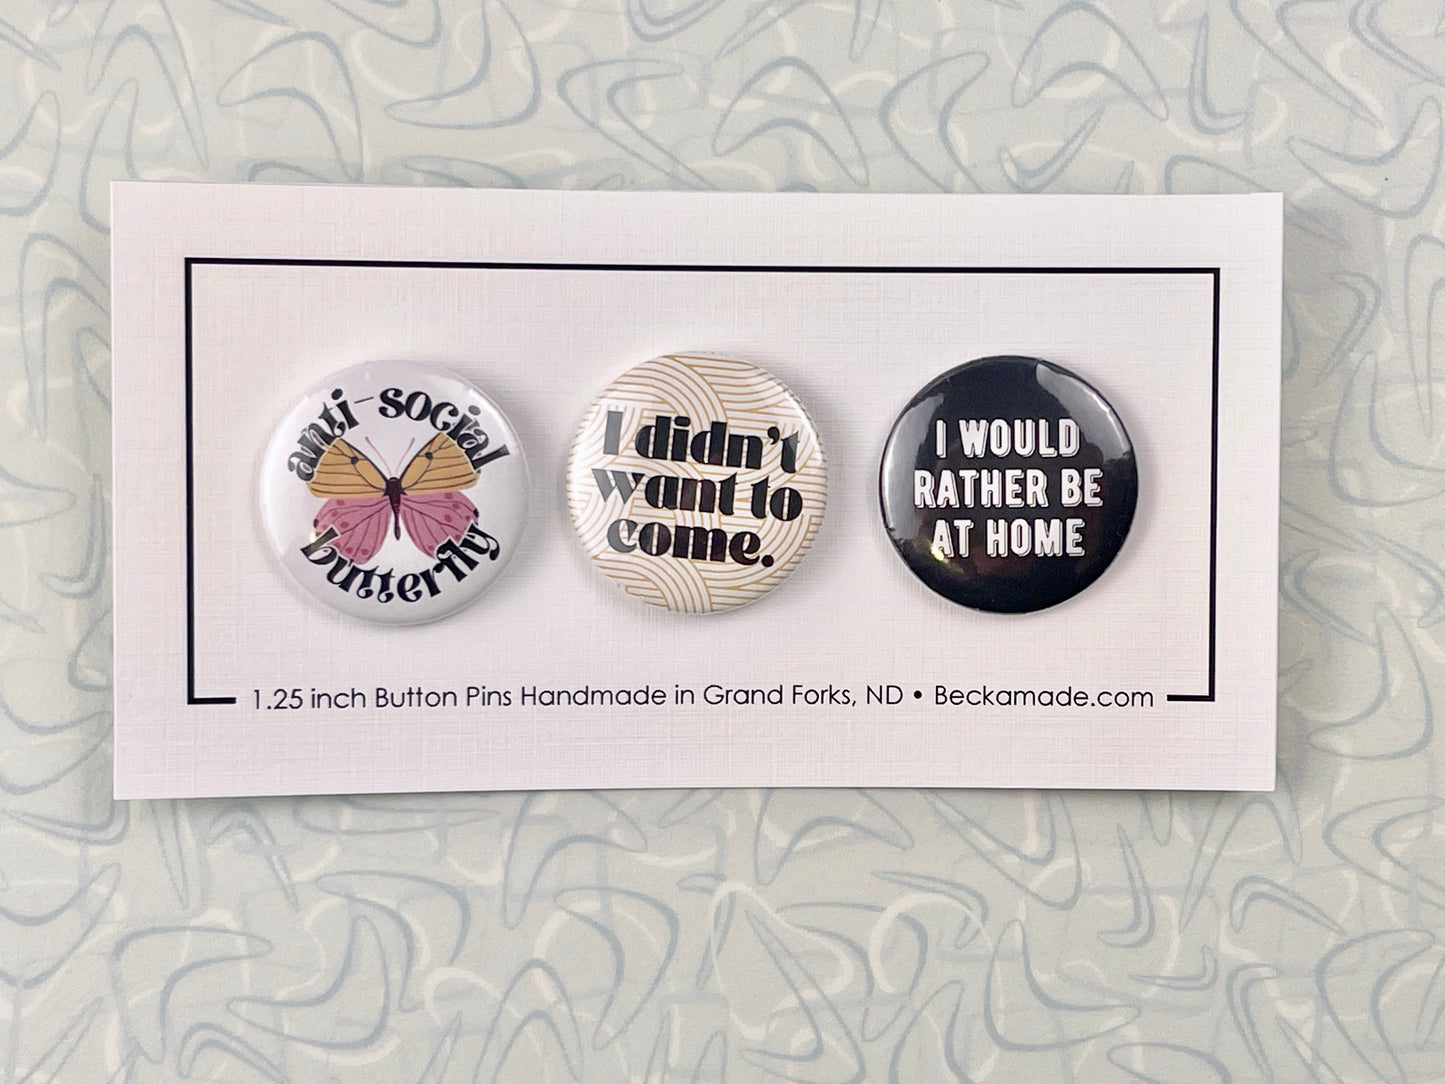 anti-social
butterfly
I didn't
want to
come.
I WOULD
RATHER BE
AT HOME
1.25 inch Button Pins Handmade in Grand Forks, ND • Beckamade.com